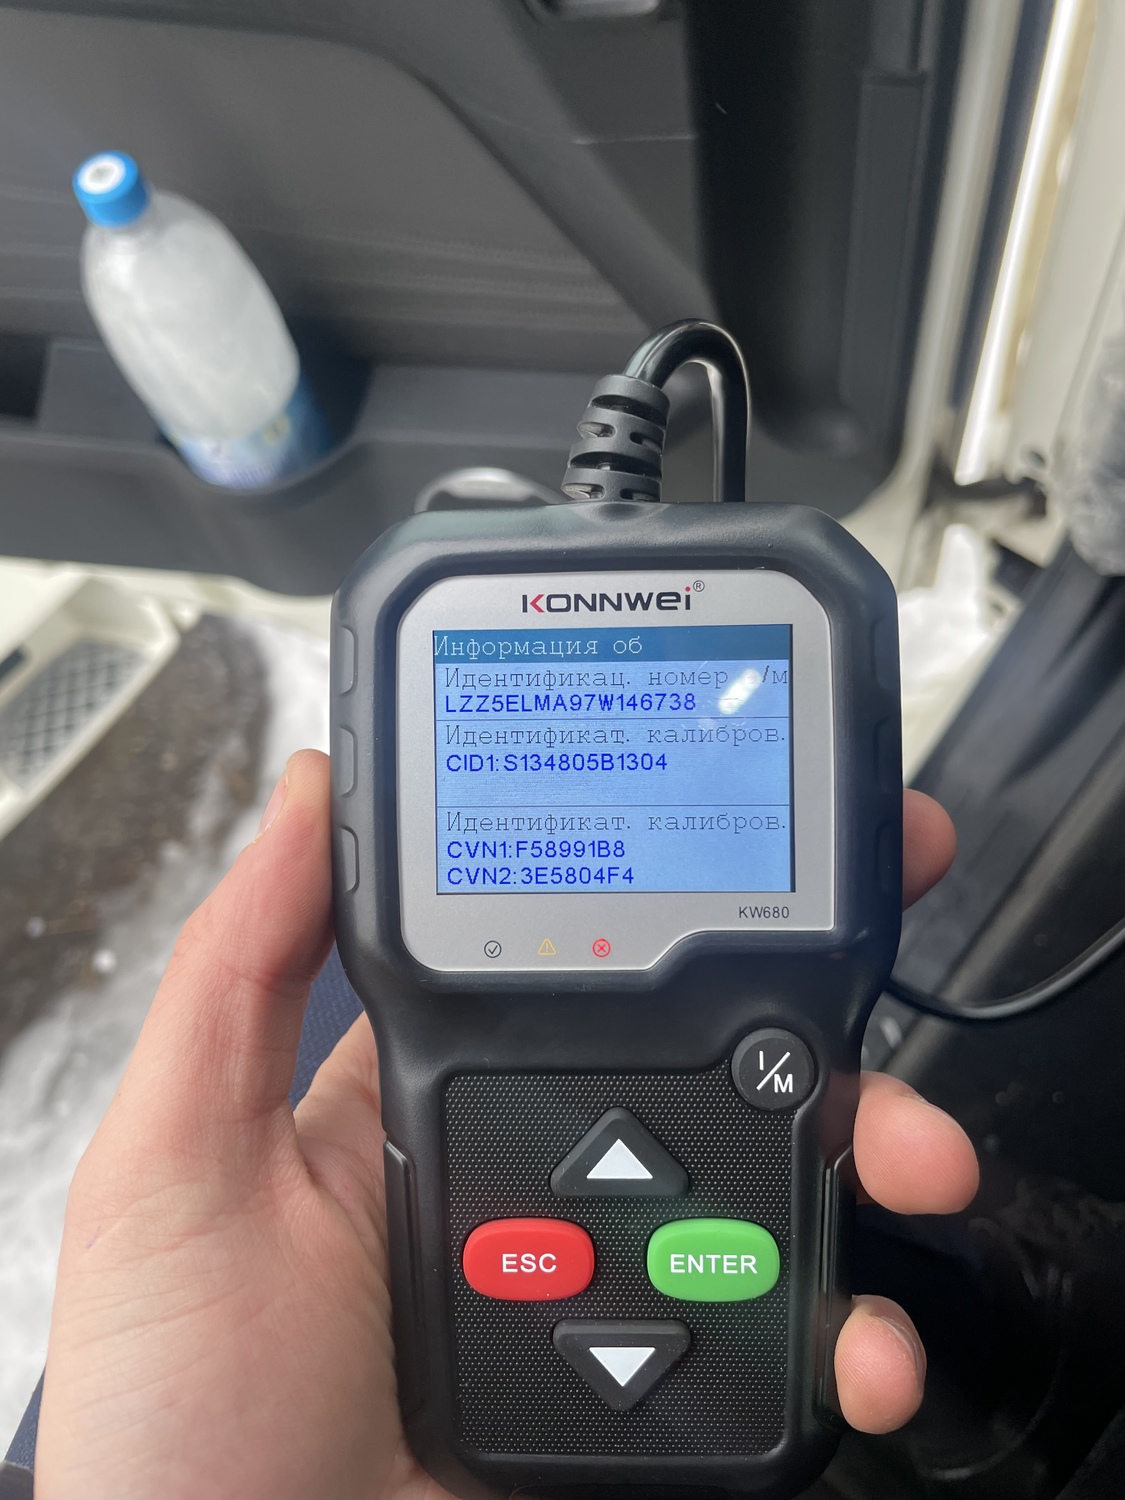 KONNWEI®
Информация об
Идентификац. номер /м
LZZ5ELMA97W146738
Идентификат. калибров.
CID1:S134805B1304
Идентификат. калибров.
CVN1:F58991B8
CVN2:3E5804F4
KW680
I/M
ESC
ENTER